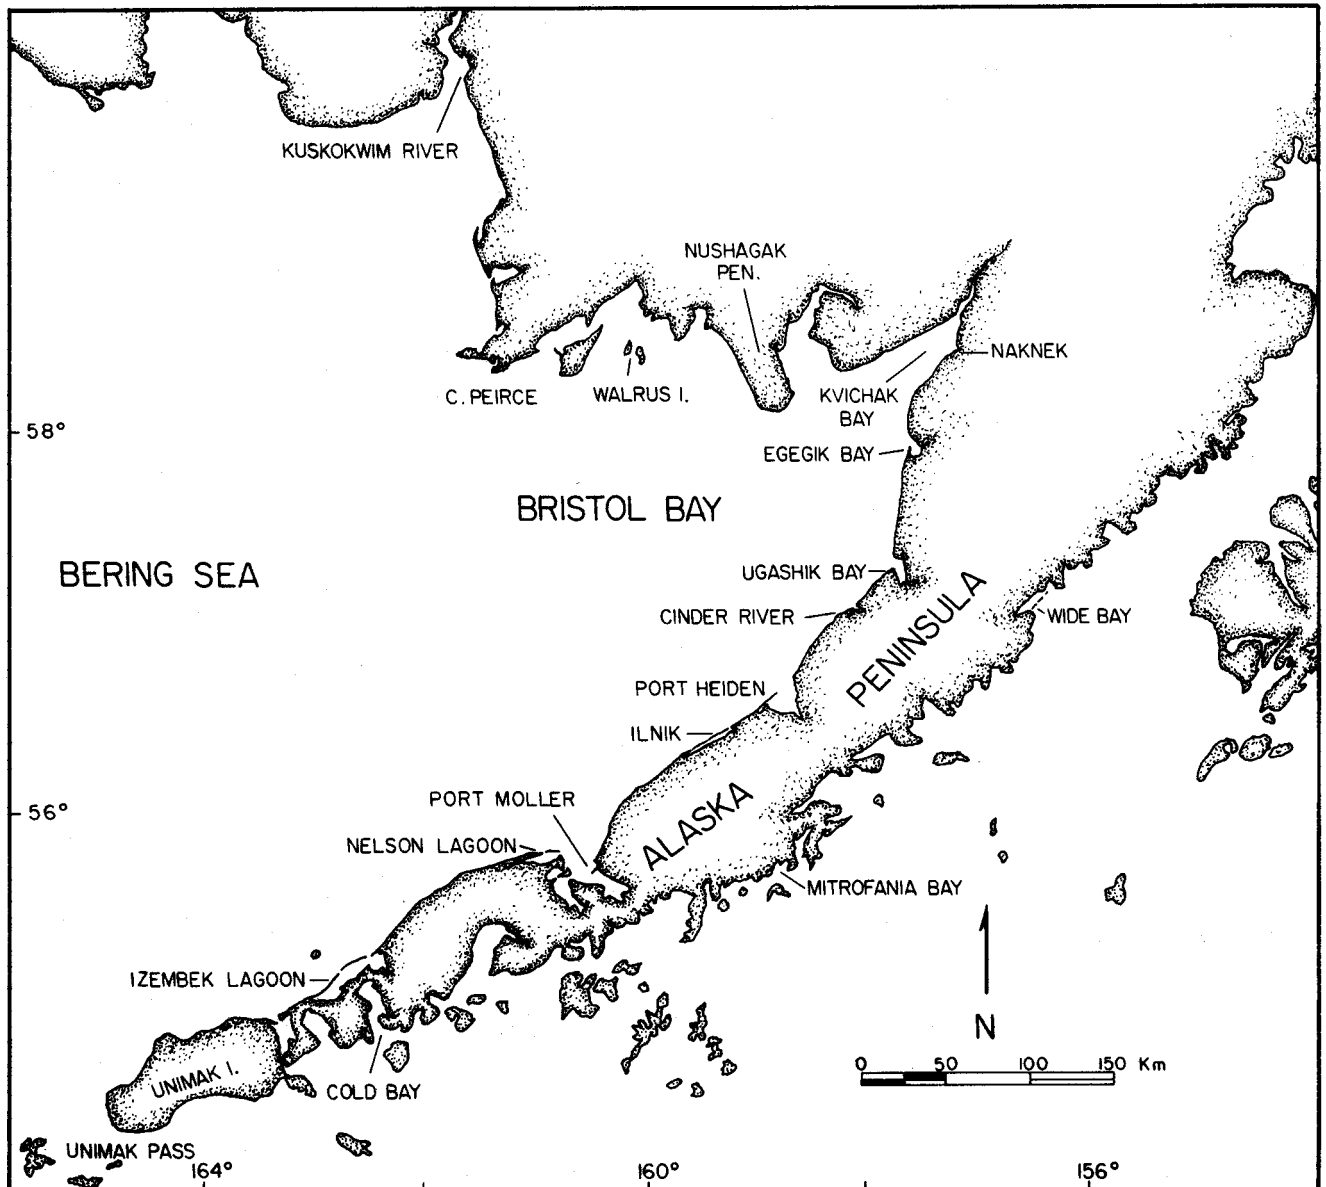 KUSKOKWIM RIVER
NUSHAGAK
PEN.
NAKNEK
C. PEIRCE
WALRUS I.
KVICHAK
BAY
58°
EGEGIK BAY
BRISTOL BAY
BERING SEA
UGASHIK BAY
CINDER RIVER
WIDE BAY
PENINSULA
PORT HEIDEN
ILNIK
ALASKA
56°
PORT MOLLER
NELSON LAGOON
MITROFANIA BAY
IZEMBEK LAGOON
N
0 50 100 150 Km
UNIMAK I.
COLD BAY
UNIMAK PASS
164° 160° 156°